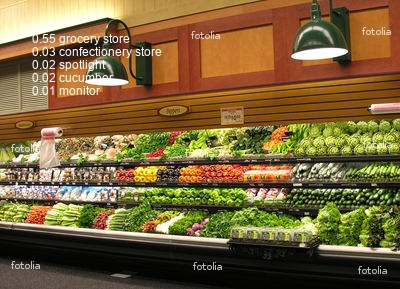 fotolia
fotolia
0.55 grocery store
0.03 confectionery store
0.02 spotlight
0.02 cucumber
0.01 monitor
Peppers
fotolia
fotolia
fotolia
fotolia
fotolia
fotolia